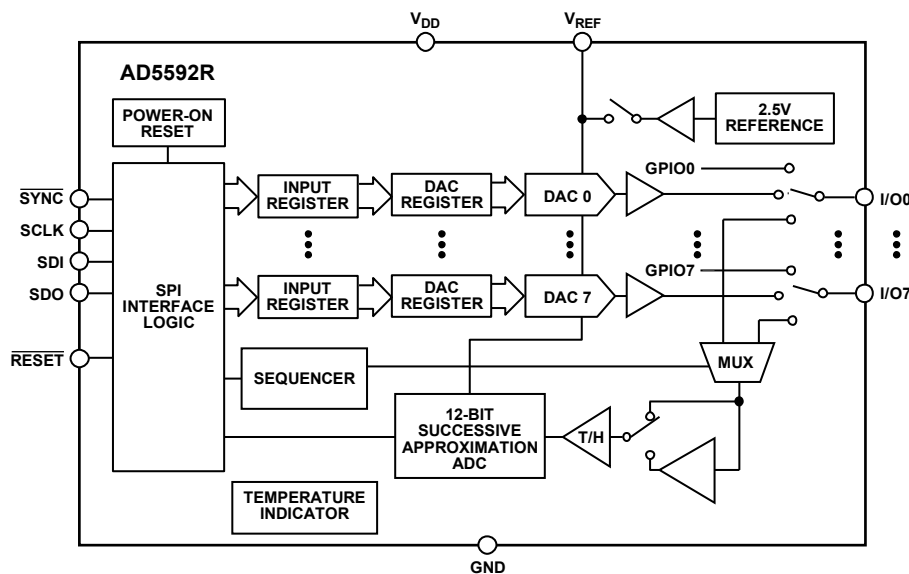 VDD
VREF
AD5592R
POWER-ON
RESET
2.5V
REFERENCE
SYNC
SCLK
SDI
SDO
RESET
SPI
INTERFACE
LOGIC
INPUT
REGISTER
DAC
REGISTER
DAC 0
GPIO0
I/O0
INPUT
REGISTER
DAC
REGISTER
DAC 7
GPIO7
I/O7
SEQUENCER
MUX
12-BIT
SUCCESSIVE
APPROXIMATION
ADC
T/H
TEMPERATURE
INDICATOR
GND